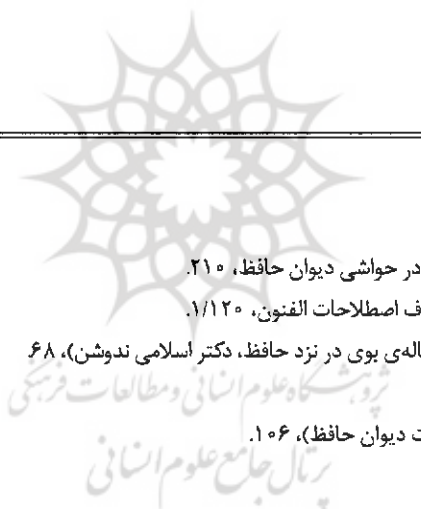 در حواشی دیوان حافظ، ۲۱۰.
ف اصطلاحات الفنون، ۱/۱۲۰.
اله‌ی بوی در نزد حافظ، دکتر اسلامی ندوشن)، ۶۸.
پژوهشگاه علوم انسانی و مطالعات فرهنگی
ت دیوان حافظ)، ۱۰۶.
پرتال جامع علوم انسانی